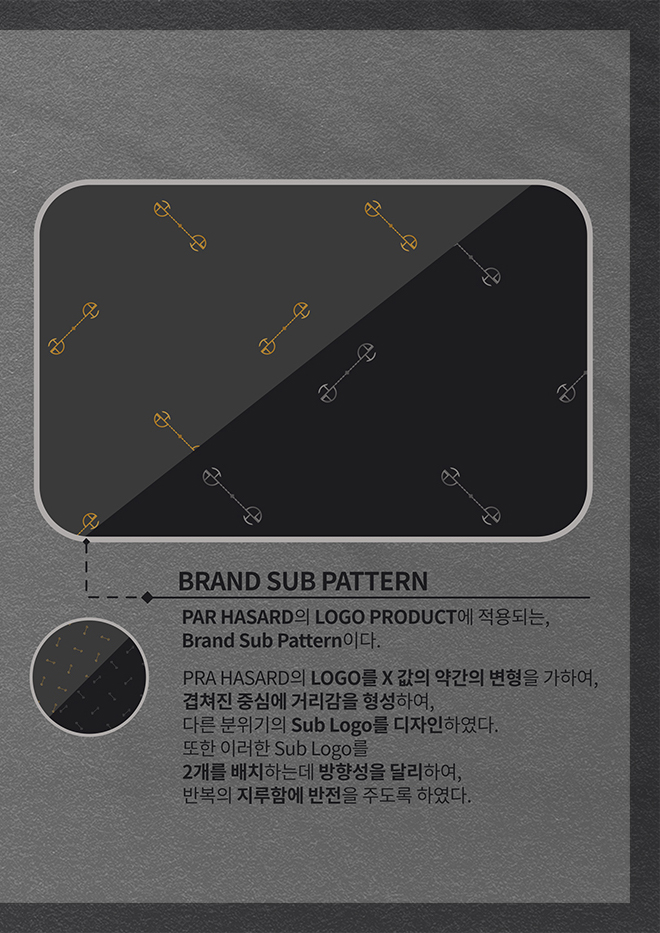 BRAND SUB PATTERN
PAR HASARD의 LOGO PRODUCT에 적용되는,
Brand Sub Pattern이다.
PRA HASARD의 LOGO를 X 값의 약간의 변형을 가하여,
겹쳐진 중심에 거리감을 형성하여,
다른 분위기의 Sub Logo를 디자인하였다.
또한 이러한 Sub Logo를
2개를 배치하는데 방향성을 달리하여,
반복의 지루함에 반전을 주도록 하였다.